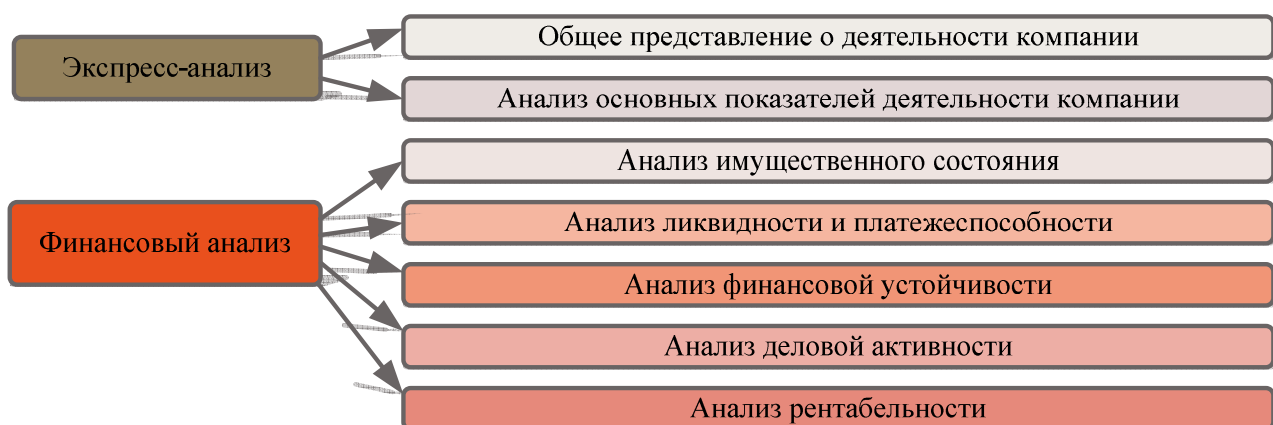 Экспресс-анализ
Общее представление о деятельности компании
Анализ основных показателей деятельности компании
Финансовый анализ
Анализ имущественного состояния
Анализ ликвидности и платежеспособности
Анализ финансовой устойчивости
Анализ деловой активности
Анализ рентабельности